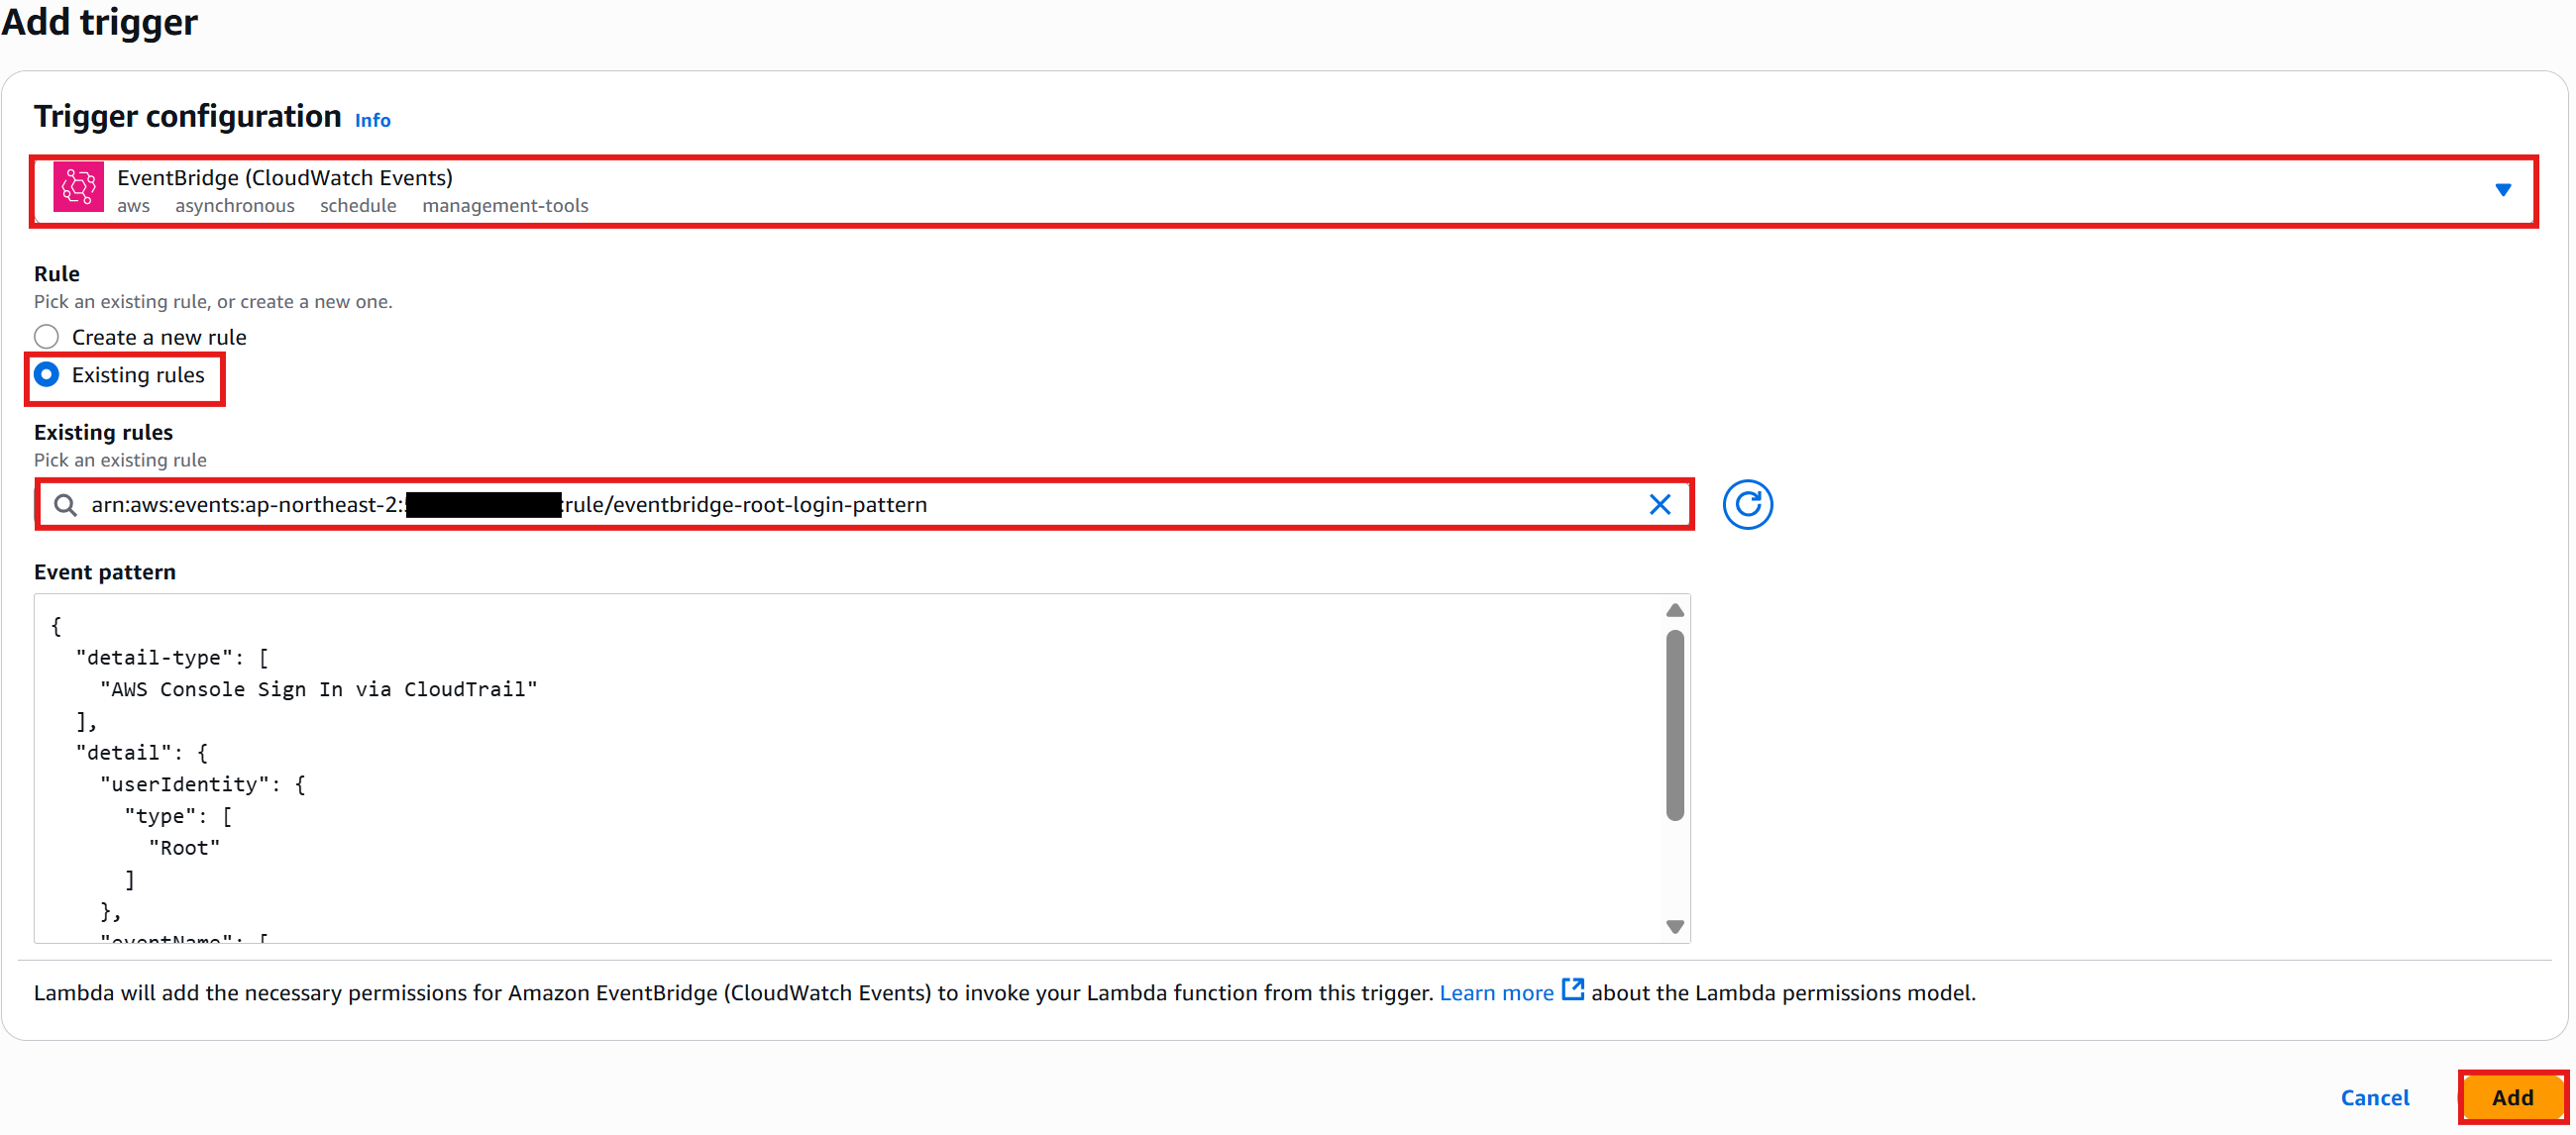 Add trigger
Trigger configuration Info
EventBridge (CloudWatch Events)
aws asynchronous schedule management-tools
Rule
Pick an existing rule, or create a new one.
Create a new rule
Existing rules
Existing rules
Pick an existing rule
arn:aws:events:ap-northeast-2: :rule/eventbridge-root-login-pattern
Event pattern
{
"detail-type": [
"AWS Console Sign In via CloudTrail"
],
"detail": {
"userIdentity": {
"type": [
"Root"
]
},
"eventName": [
Lambda will add the necessary permissions for Amazon EventBridge (CloudWatch Events) to invoke your Lambda function from this trigger. Learn more about the Lambda permissions model.
Cancel Add